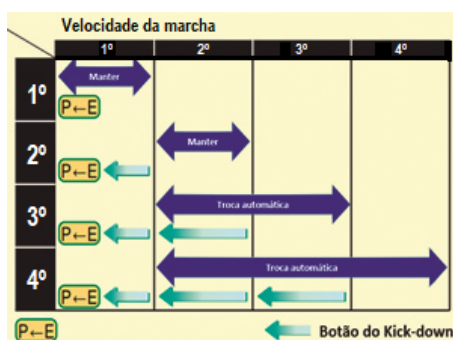 Velocidade da marcha
1º 2º 3º 4º
1º
Manter
P←E
2º
Manter
P←E
3º
Troca automática
P←E
4º
Troca automática
P←E
P←E
Botão do Kick-down